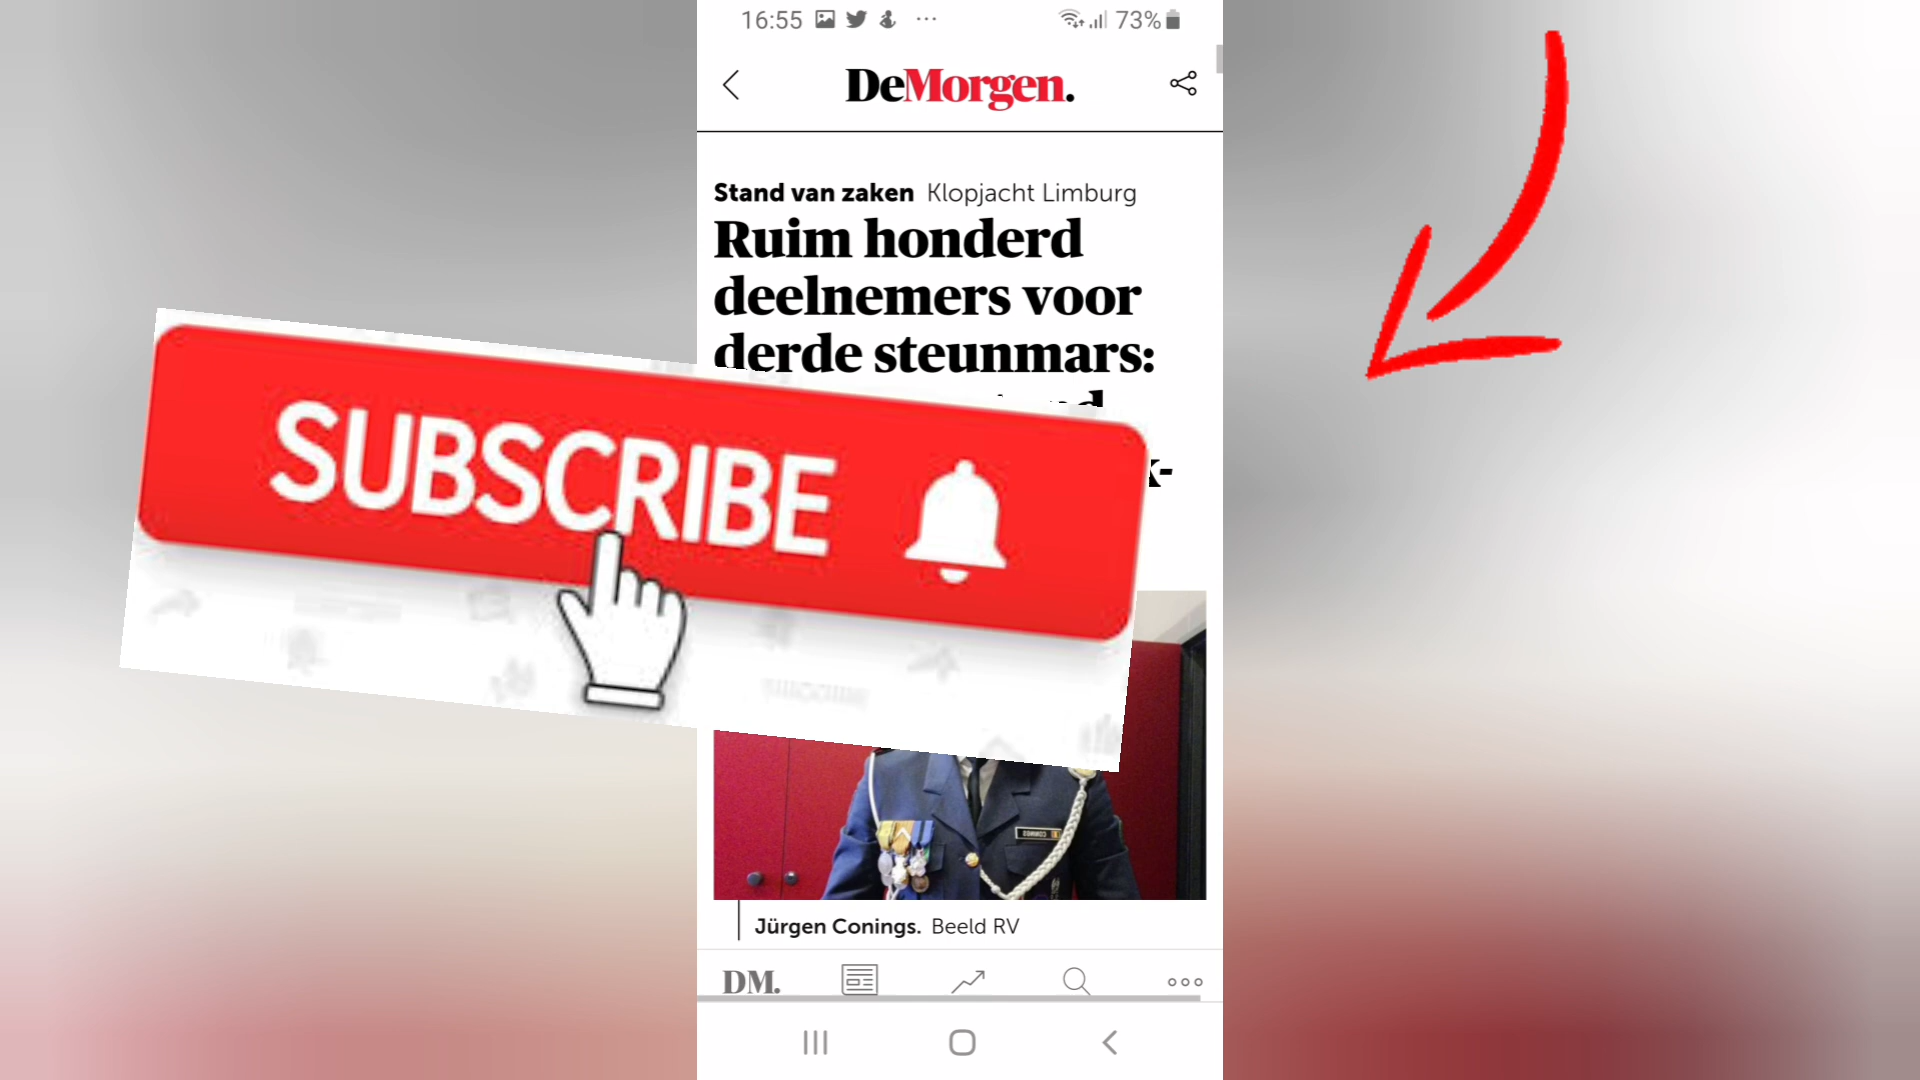 16:55
73%
DeMorgen.
Stand van zaken Klopjacht Limburg
Ruim honderd
deelnemers voor
derde steunmars:
SUBSCRIBE
Jürgen Conings. Beeld RV
DM.